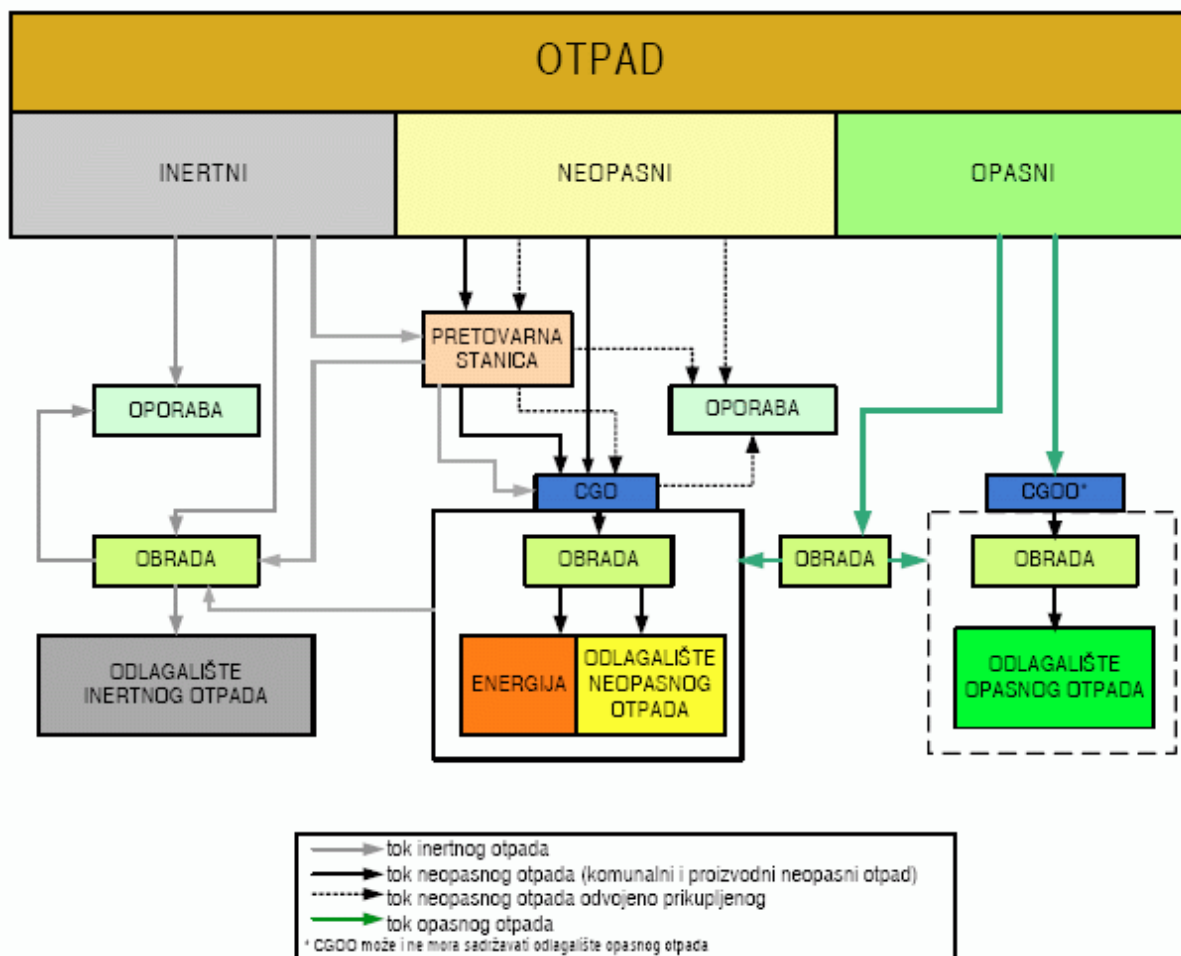 OTPAD
INERTNI
NEOPASNI
OPASNI
PRETOVARNA
STANICA
OPORABA
OPORABA
CGO
CGOO*
OBRADA
OBRADA
OBRADA
OBRADA
ODLAGALIŠTE
INERTNOG OTPADA
ENERGIJA
ODLAGALIŠTE
NEOPASNOG
OTPADA
ODLAGALIŠTE
OPASNOG OTPADA
tok inertnog otpada
tok neopasnog otpada (komunalni i proizvodni neopasni otpad)
tok neopasnog otpada odvojeno prikupljenog
tok opasnog otpada
* CGOO može i ne mora sadržavati odlagalište opasnog otpada